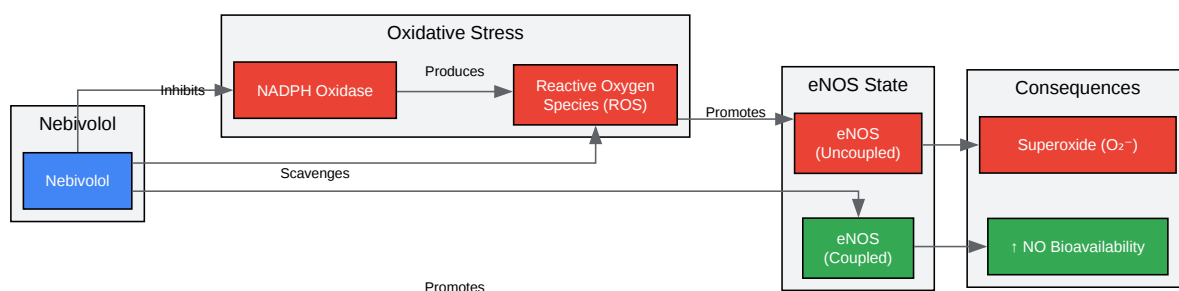 Oxidative Stress
Produces
eNOS State
Consequences
Inhibits
NADPH Oxidase
Reactive Oxygen
Species (ROS)
Promotes
Nebivolol
eNOS
(Uncoupled)
Superoxide (O₂⁻)
Nebivolol
Scavenges
eNOS
(Coupled)
↑ NO Bioavailability
Promotes